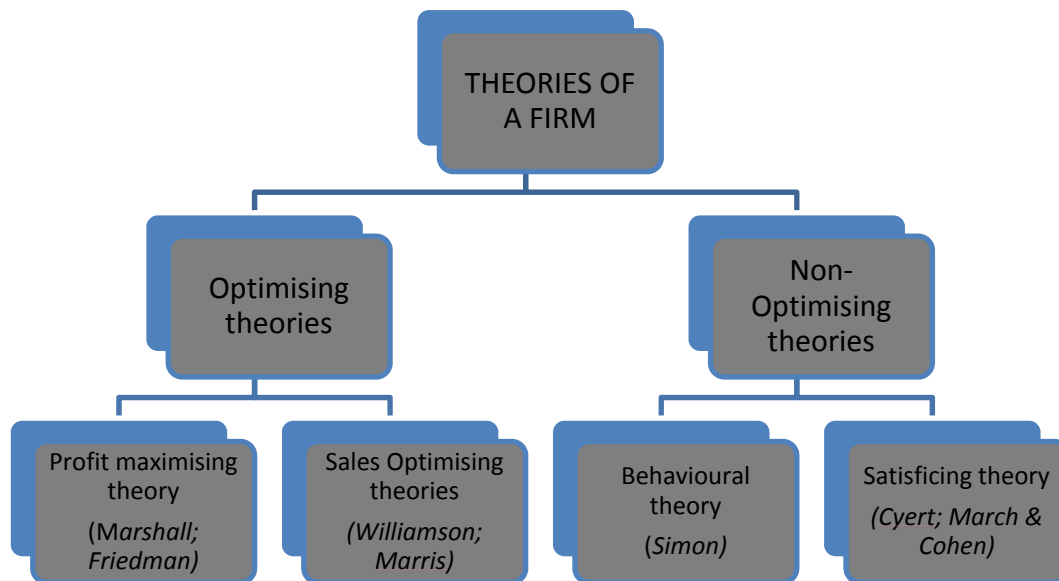 THEORIES OF
A FIRM
Optimising
theories
Non-
Optimising
theories
Profit maximising
theory
(Marshall;
Friedman)
Sales Optimising
theories
(Williamson;
Marris)
Behavioural
theory
(Simon)
Satisficing theory
(Cyert; March &
Cohen)